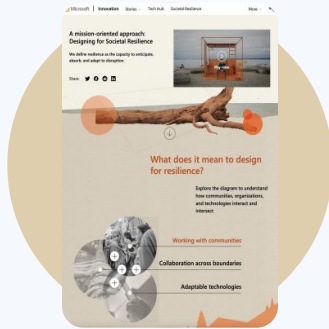 Microsoft | Innovation Stories Tech Hub Societal Resilience More
A mission-oriented approach:
Designing for Societal Resilience
We define resilience as the capacity to anticipate,
absorb, and adapt to disruption.
Share:
Play video
What does it mean to design
for resilience?
Explore the diagram to understand
how communities, organizations,
and technologies interact and
intersect
Working with communities
Collaboration across boundaries
Adaptable technologies